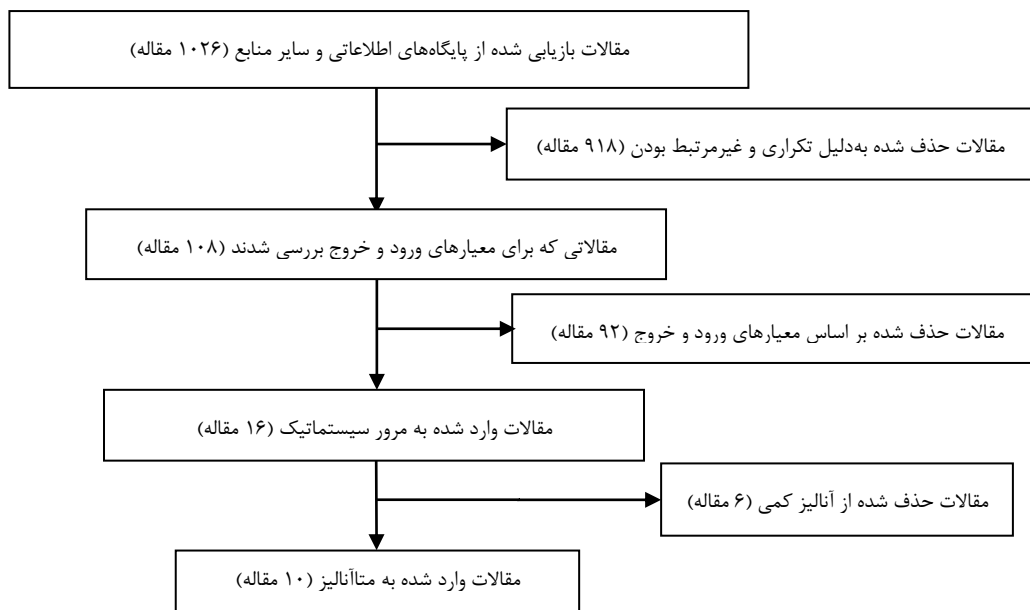 مقالات بازیابی شده از پایگاه‌های اطلاعاتی و سایر منابع (۱۰۲۶ مقاله)
مقالات حذف شده به‌دلیل تکراری و غیرمرتبط بودن (۹۱۸ مقاله)
مقالاتی که برای معیارهای ورود و خروج بررسی شدند (۱۰۸ مقاله)
مقالات حذف شده بر اساس معیارهای ورود و خروج (۹۲ مقاله)
مقالات وارد شده به مرور سیستماتیک (۱۶ مقاله)
مقالات حذف شده از آنالیز کمی (۶ مقاله)
مقالات وارد شده به متاآنالیز (۱۰ مقاله)